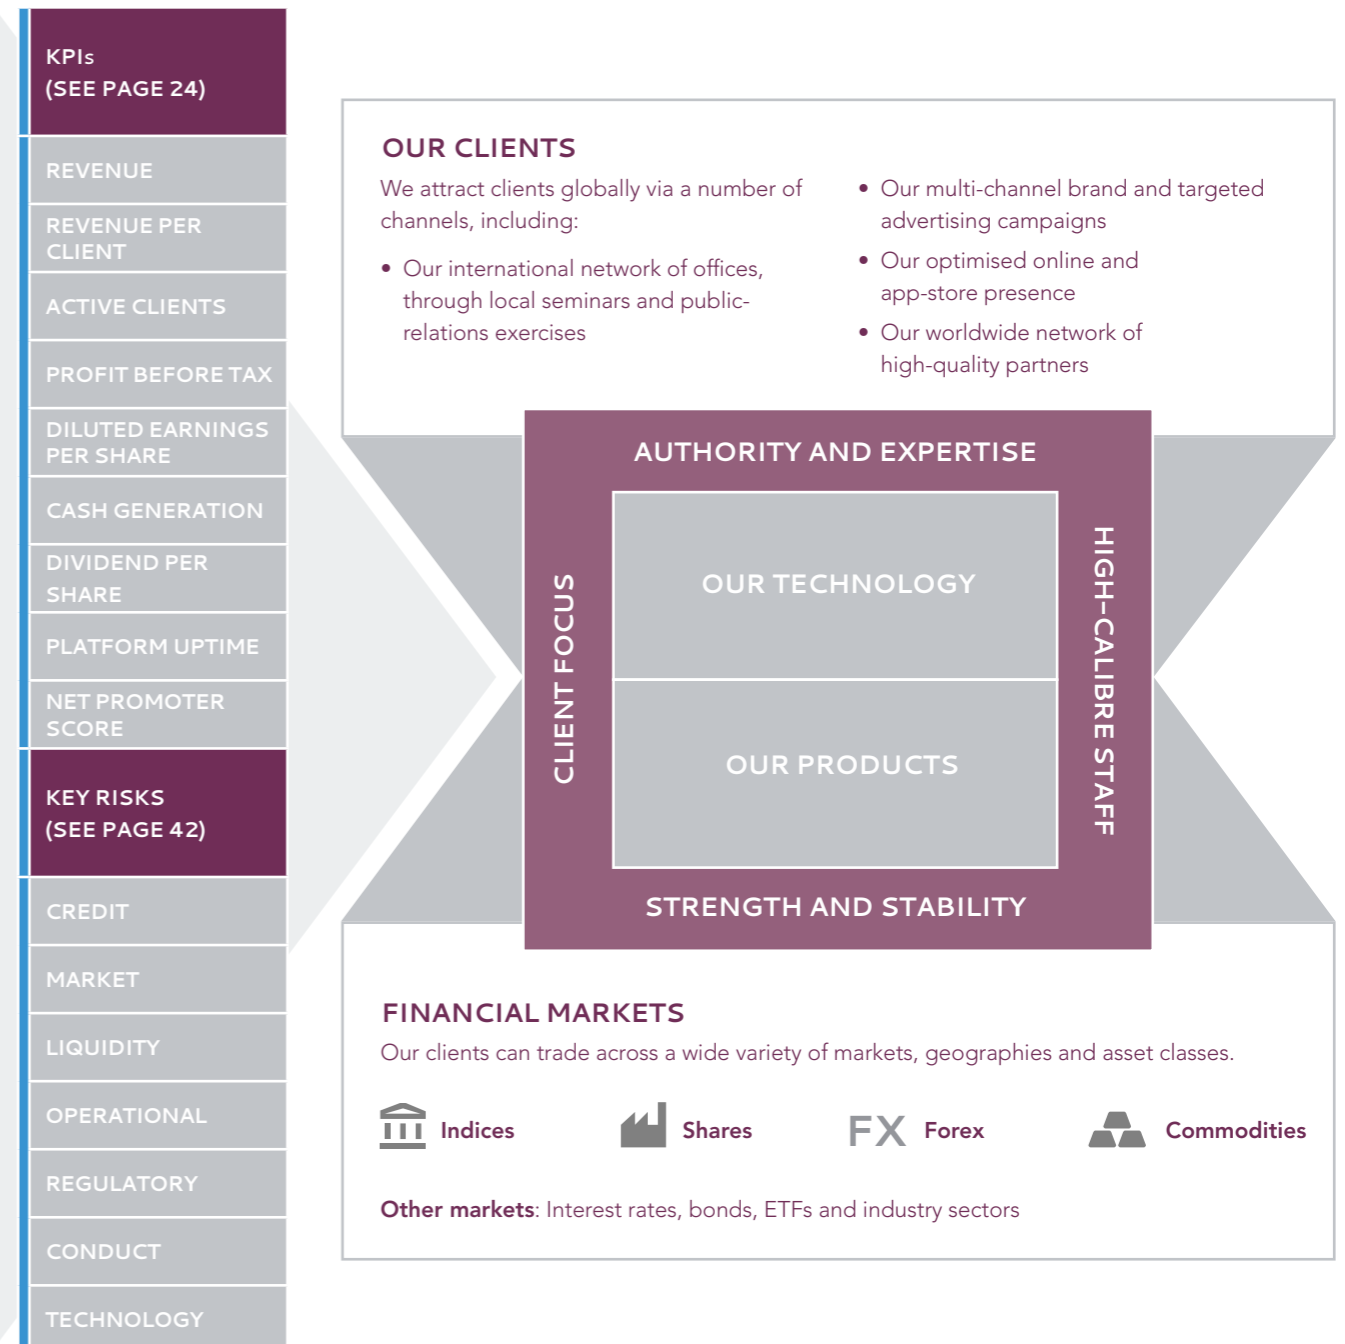 KPIs
(SEE PAGE 24)
REVENUE
REVENUE PER
CLIENT
ACTIVE CLIENTS
PROFIT BEFORE TAX
DILUTED EARNINGS
PER SHARE
CASH GENERATION
DIVIDEND PER
SHARE
PLATFORM UPTIME
NET PROMOTER
SCORE
KEY RISKS
(SEE PAGE 42)
CREDIT
MARKET
LIQUIDITY
OPERATIONAL
REGULATORY
CONDUCT
TECHNOLOGY
OUR CLIENTS
We attract clients globally via a number of
channels, including:
• Our international network of offices,
through local seminars and public-
relations exercises
• Our multi-channel brand and targeted
advertising campaigns
• Our optimised online and
app-store presence
• Our worldwide network of
high-quality partners
AUTHORITY AND EXPERTISE
CLIENT FOCUS
OUR TECHNOLOGY
OUR PRODUCTS
HIGH-CALIBRE STAFF
STRENGTH AND STABILITY
FINANCIAL MARKETS
Our clients can trade across a wide variety of markets, geographies and asset classes.
Indices
Shares
FX Forex
Commodities
Other markets: Interest rates, bonds, ETFs and industry sectors